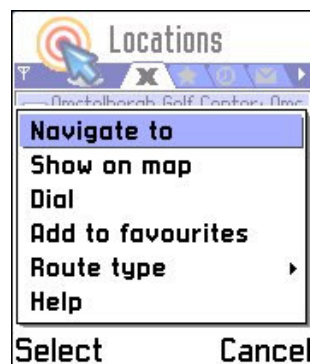 Locations
Navigate to
Show on map
Dial
Add to favourites
Route type
Help
Select Cancel